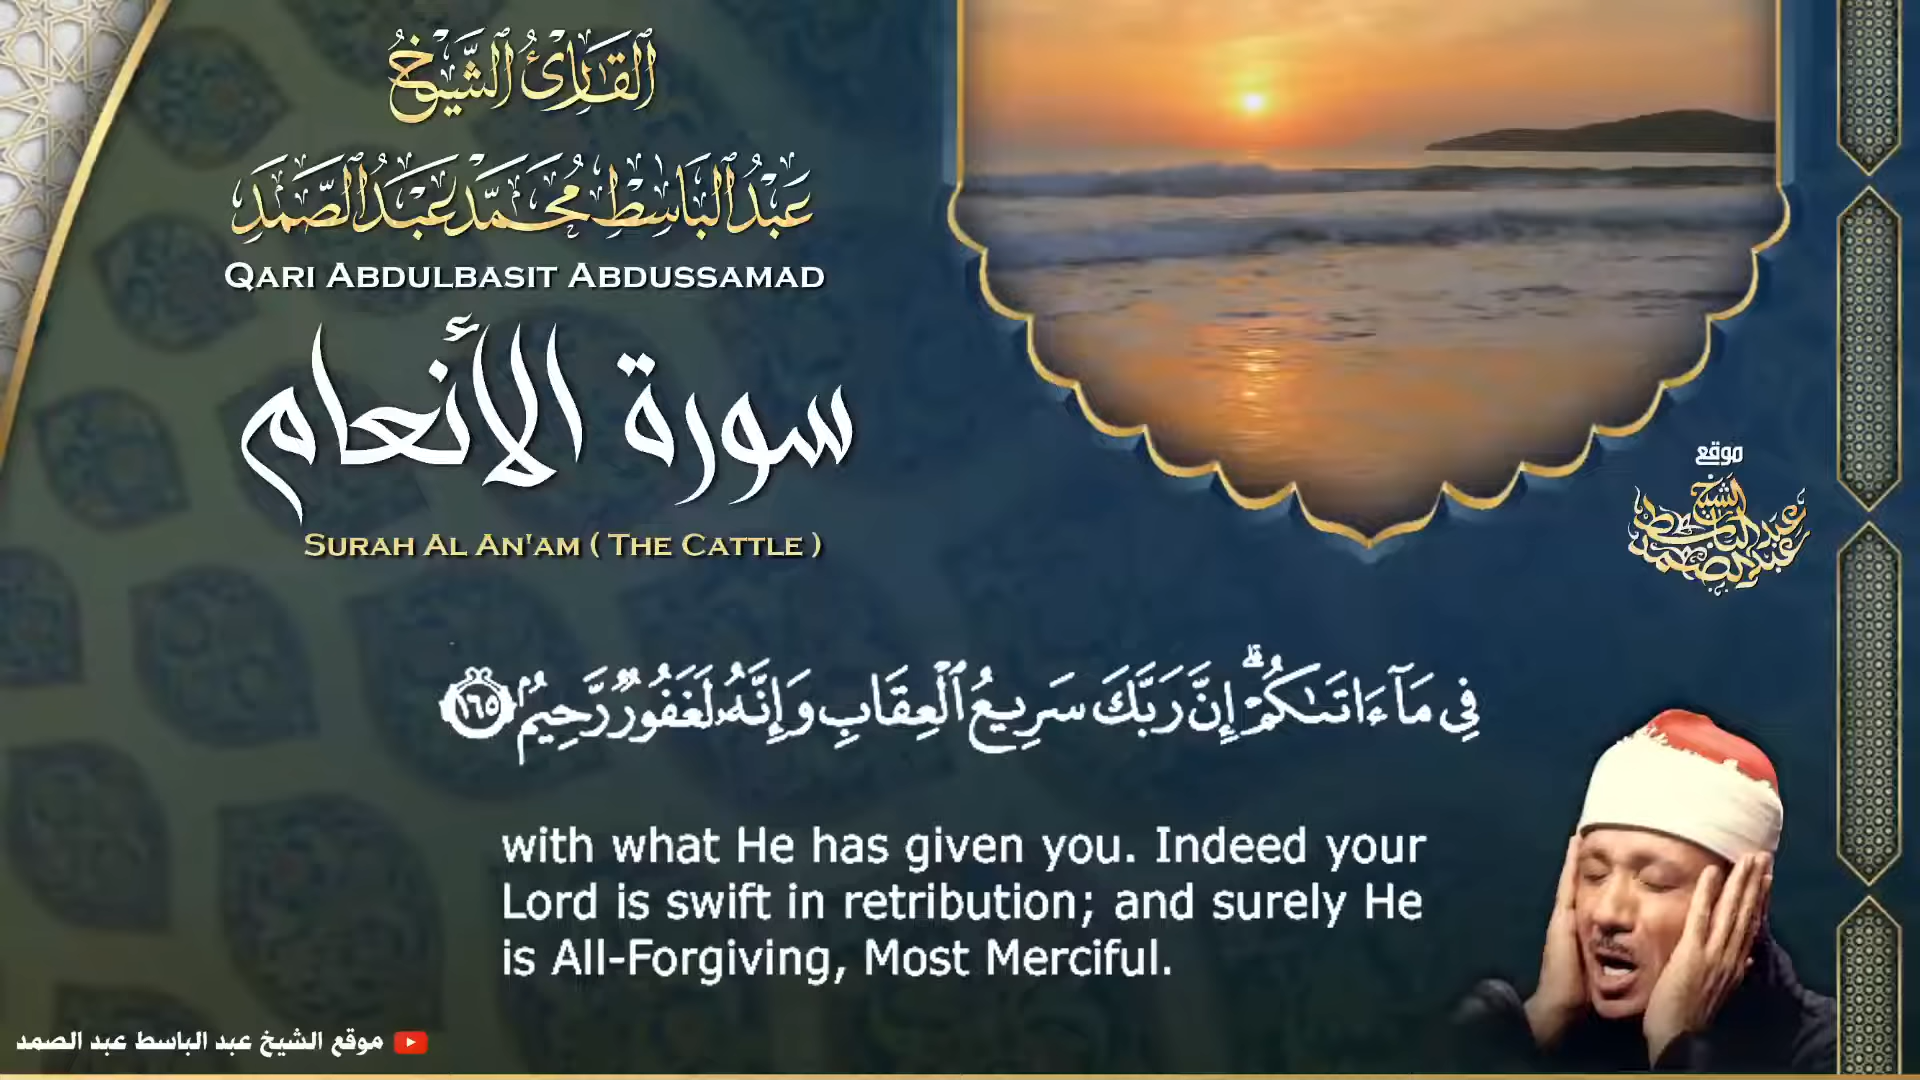 القارئ الشيخ
عبد الباسط محمد عبد الصمد
QARI ABDULBASIT ABDUSSAMAD
سورة الأنعام
SURAH AL AN'AM ( THE CATTLE )
موقع
الشيخ
عبد الباسط
عبد الصمد
فِي مَآ ءَاتَىٰكُمْ ۗ إِنَّ رَبَّكَ سَرِيعُ ٱلْعِقَابِ وَإِنَّهُۥ لَغَفُورٌ رَّحِيمٌۢ ١٦٥
with what He has given you. Indeed your
Lord is swift in retribution; and surely He
is All-Forgiving, Most Merciful.
موقع الشيخ عبد الباسط عبد الصمد